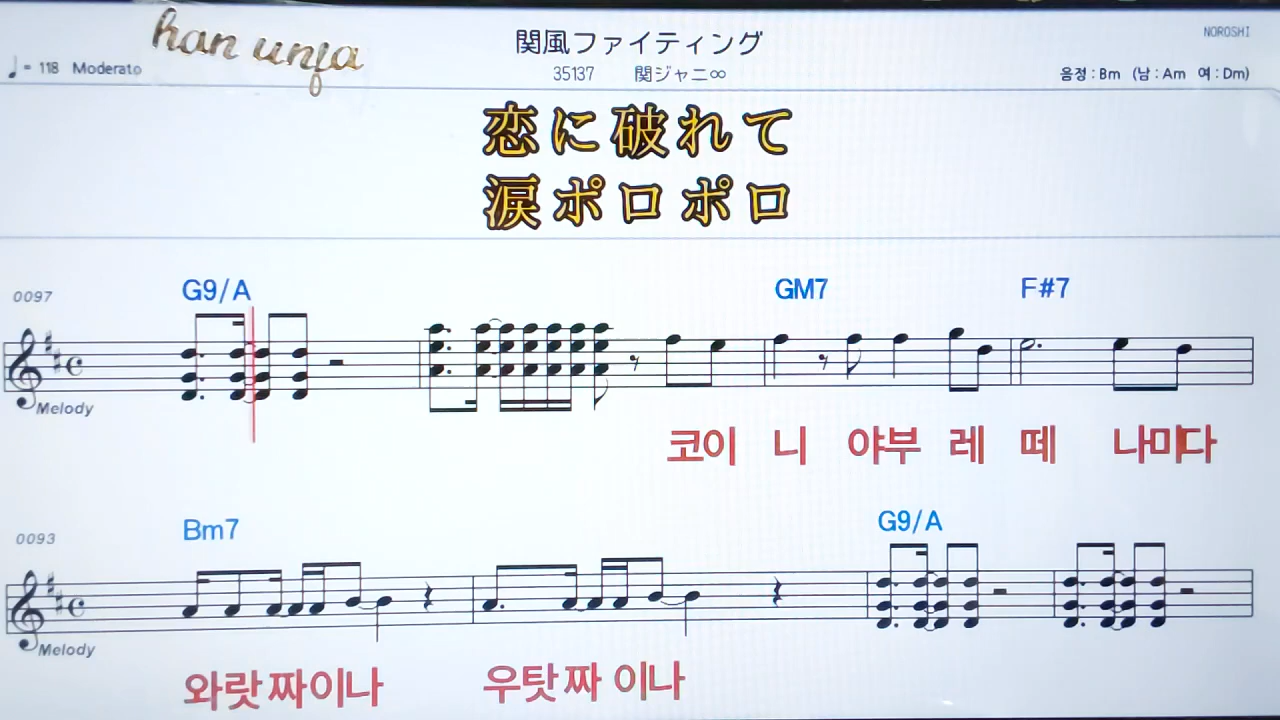 han unja
関風ファイティング
NOROSHI
♩= 118 Moderato
35137 関ジャニ∞
음정 : Bm (남 : Am 여 : Dm)
恋に破れて
涙ポロポロ
0097
G9/A GM7 F#7
Melody
코이 니 야부 레 떼 나미다
0093
Bm7 G9/A
Melody
와랏짜이나 우탓짜 이나